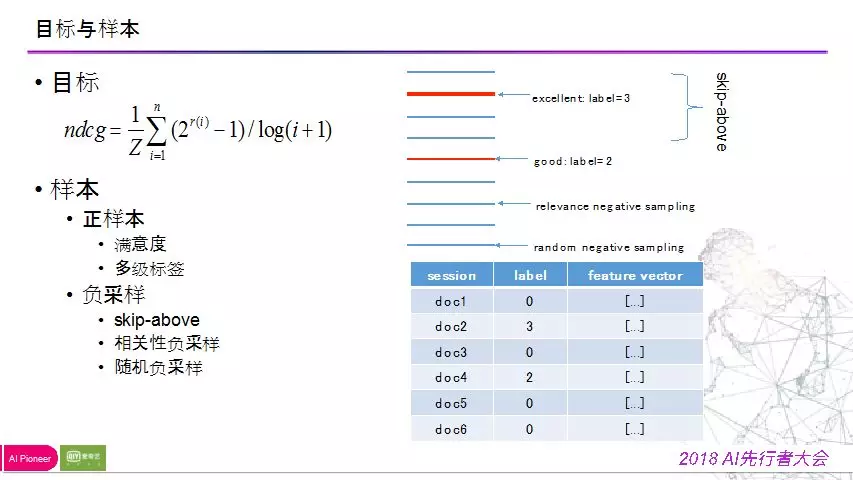 目标与样本
• 目标
ndcg = 1/Z ∑_{i=1}^{n} (2^{r(i)} − 1) / log(i + 1)
• 样本
• 正样本
• 满意度
• 多级标签
• 负采样
• skip-above
• 相关性负采样
• 随机负采样
excellent: label=3
skip-above
good: label=2
relevance negative sampling
random negative sampling
session label feature vector
doc1 0 [...]
doc2 3 [...]
doc3 0 [...]
doc4 2 [...]
doc5 0 [...]
doc6 0 [...]
AI Pioneer
QIY 爱奇艺
2018 AI先行者大会